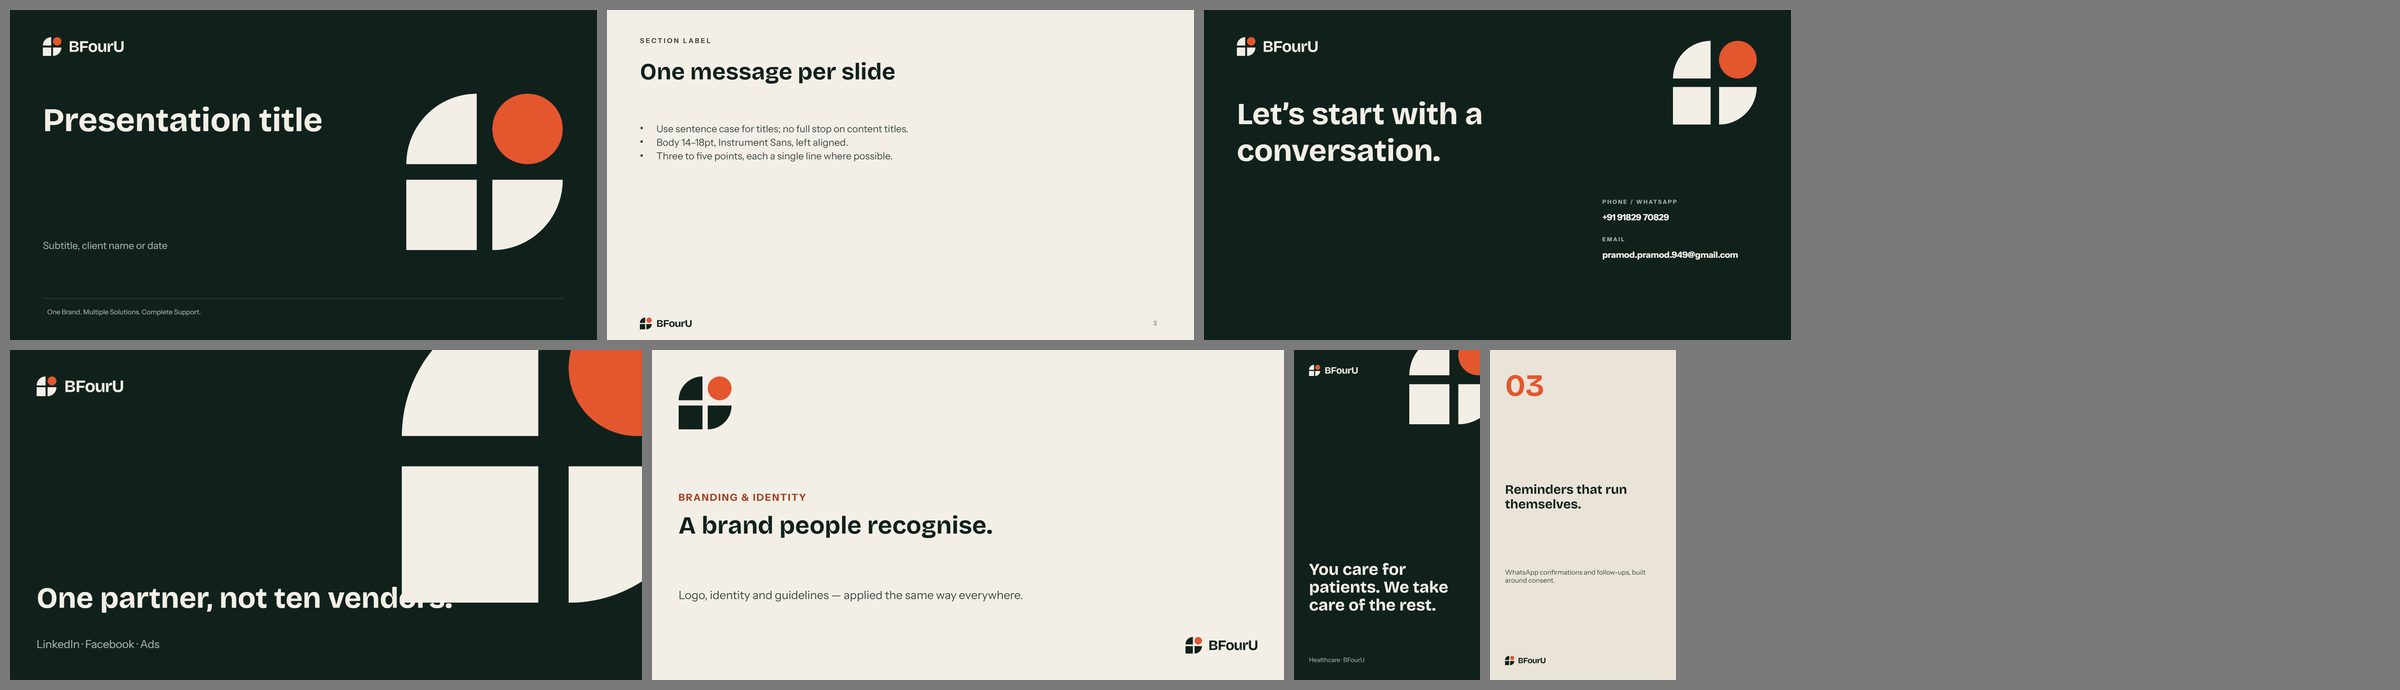 BFourU
Presentation title
Subtitle, client name or date
One Brand. Multiple Solutions. Complete Support.
SECTION LABEL
One message per slide
• Use sentence case for titles; no full stop on content titles.
• Body 14–18pt, Instrument Sans, left aligned.
• Three to five points, each a single line where possible.
BFourU
3
BFourU
Let's start with a
conversation.
PHONE / WHATSAPP
+91 91829 70829
EMAIL
pramod.pramod.949@gmail.com
BFourU
One partner, not ten vendors.
LinkedIn · Facebook · Ads
BRANDING & IDENTITY
A brand people recognise.
Logo, identity and guidelines — applied the same way everywhere.
BFourU
BFourU
You care for
patients. We take
care of the rest.
Healthcare · BFourU
03
Reminders that run
themselves.
WhatsApp confirmations and follow-ups, built
around consent.
BFourU